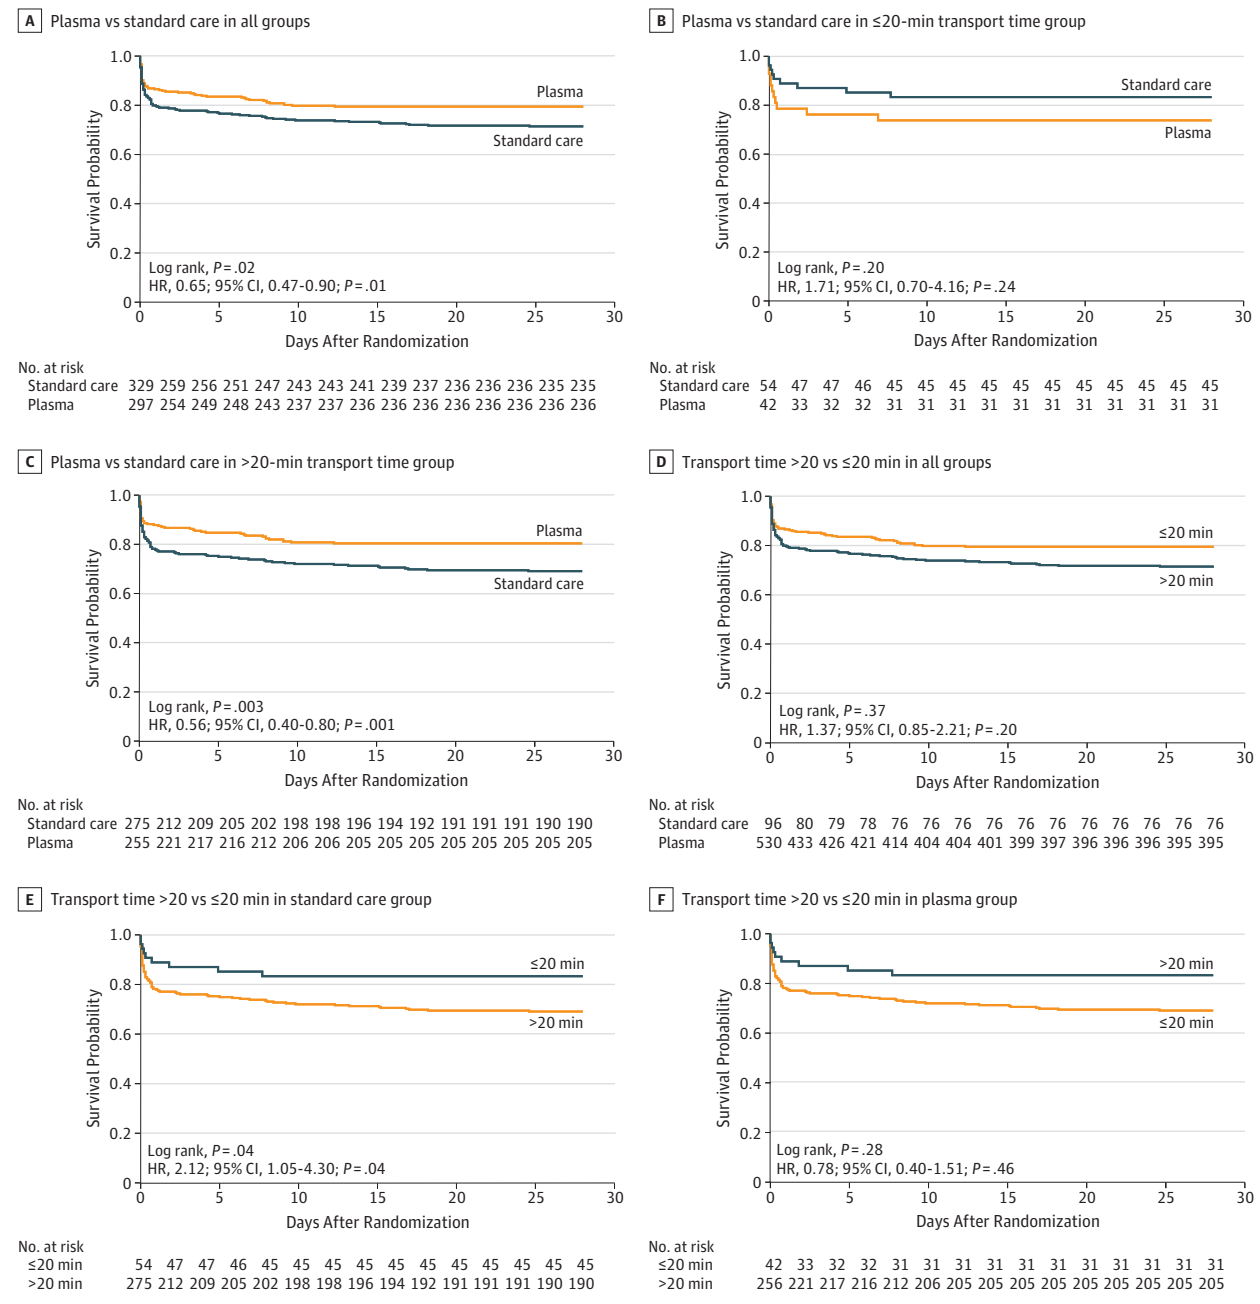 A Plasma vs standard care in all groups
1.0
0.8
0.6
0.4
0.2
0
Survival Probability
Plasma
Standard care
Log rank, P = .02
HR, 0.65; 95% CI, 0.47-0.90; P = .01
0 5 10 15 20 25 30
Days After Randomization
No. at risk
Standard care 329 259 256 251 247 243 243 241 239 237 236 236 236 235 235
Plasma 297 254 249 248 243 237 237 236 236 236 236 236 236 236 236
B Plasma vs standard care in ≤20-min transport time group
1.0
0.8
0.6
0.4
0.2
0
Survival Probability
Standard care
Plasma
Log rank, P = .20
HR, 1.71; 95% CI, 0.70-4.16; P = .24
0 5 10 15 20 25 30
Days After Randomization
No. at risk
Standard care 54 47 47 46 45 45 45 45 45 45 45 45 45 45 45
Plasma 42 33 32 32 31 31 31 31 31 31 31 31 31 31 31
C Plasma vs standard care in >20-min transport time group
1.0
0.8
0.6
0.4
0.2
0
Survival Probability
Plasma
Standard care
Log rank, P = .003
HR, 0.56; 95% CI, 0.40-0.80; P = .001
0 5 10 15 20 25 30
Days After Randomization
No. at risk
Standard care 275 212 209 205 202 198 198 196 194 192 191 191 191 190 190
Plasma 255 221 217 216 212 206 206 205 205 205 205 205 205 205 205
D Transport time >20 vs ≤20 min in all groups
1.0
0.8
0.6
0.4
0.2
0
Survival Probability
≤20 min
>20 min
Log rank, P = .37
HR, 1.37; 95% CI, 0.85-2.21; P = .20
0 5 10 15 20 25 30
Days After Randomization
No. at risk
Standard care 96 80 79 78 76 76 76 76 76 76 76 76 76 76 76
Plasma 530 433 426 421 414 404 404 401 399 397 396 396 396 395 395
E Transport time >20 vs ≤20 min in standard care group
1.0
0.8
0.6
0.4
0.2
0
Survival Probability
≤20 min
>20 min
Log rank, P = .04
HR, 2.12; 95% CI, 1.05-4.30; P = .04
0 5 10 15 20 25 30
Days After Randomization
No. at risk
≤20 min 54 47 47 46 45 45 45 45 45 45 45 45 45 45 45
>20 min 275 212 209 205 202 198 198 196 194 192 191 191 191 190 190
F Transport time >20 vs ≤20 min in plasma group
1.0
0.8
0.6
0.4
0.2
0
Survival Probability
>20 min
≤20 min
Log rank, P = .28
HR, 0.78; 95% CI, 0.40-1.51; P = .46
0 5 10 15 20 25 30
Days After Randomization
No. at risk
≤20 min 42 33 32 32 31 31 31 31 31 31 31 31 31 31 31
>20 min 256 221 217 216 212 206 205 205 205 205 205 205 205 205 205